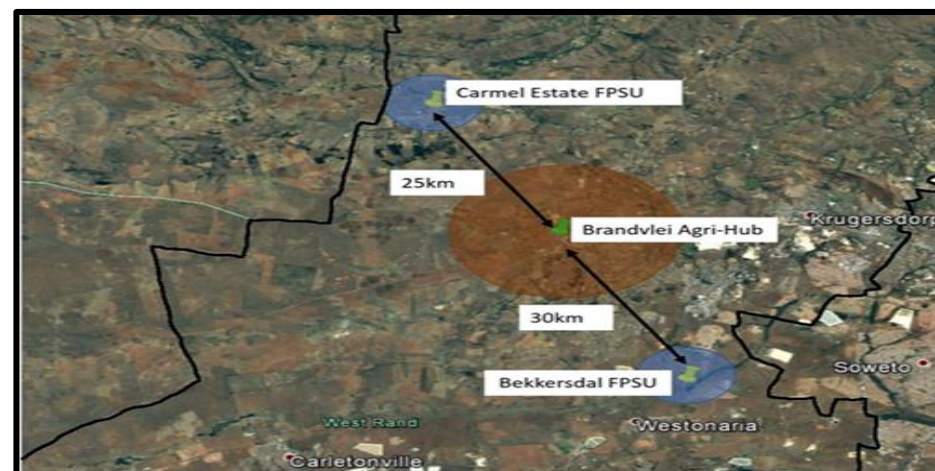 Carmel Estate FPSU
25km
Brandvlei Agri-Hub
Krugersdorp
30km
Bekkersdal FPSU
Soweto
West Rand
Westonaria
Carletonville